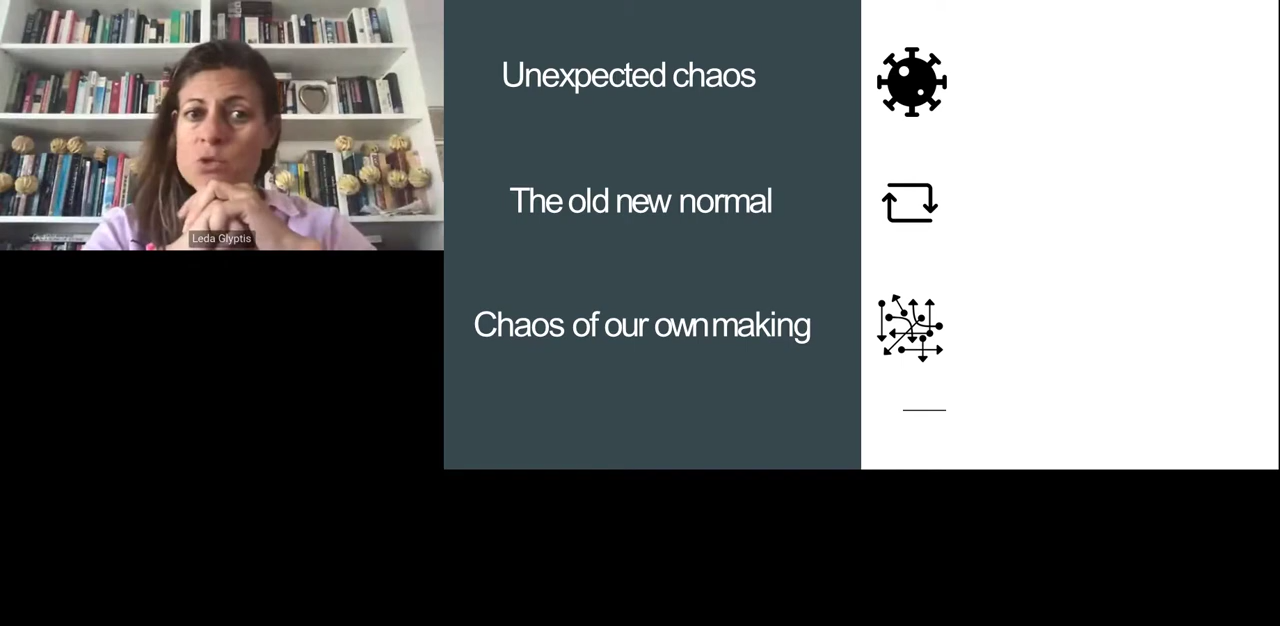 Unexpected chaos
The old new normal
Chaos of our own making
Leda Glyptis